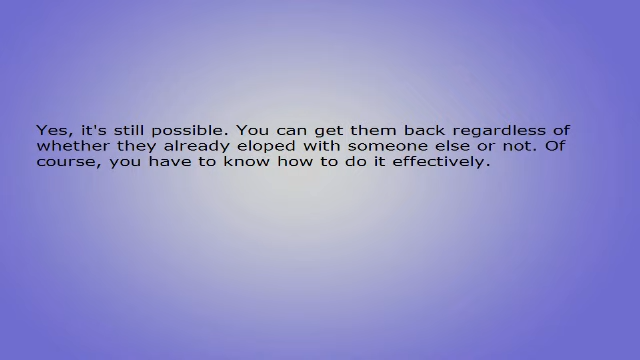 Yes, it's still possible. You can get them back regardless of
whether they already eloped with someone else or not. Of
course, you have to know how to do it effectively.